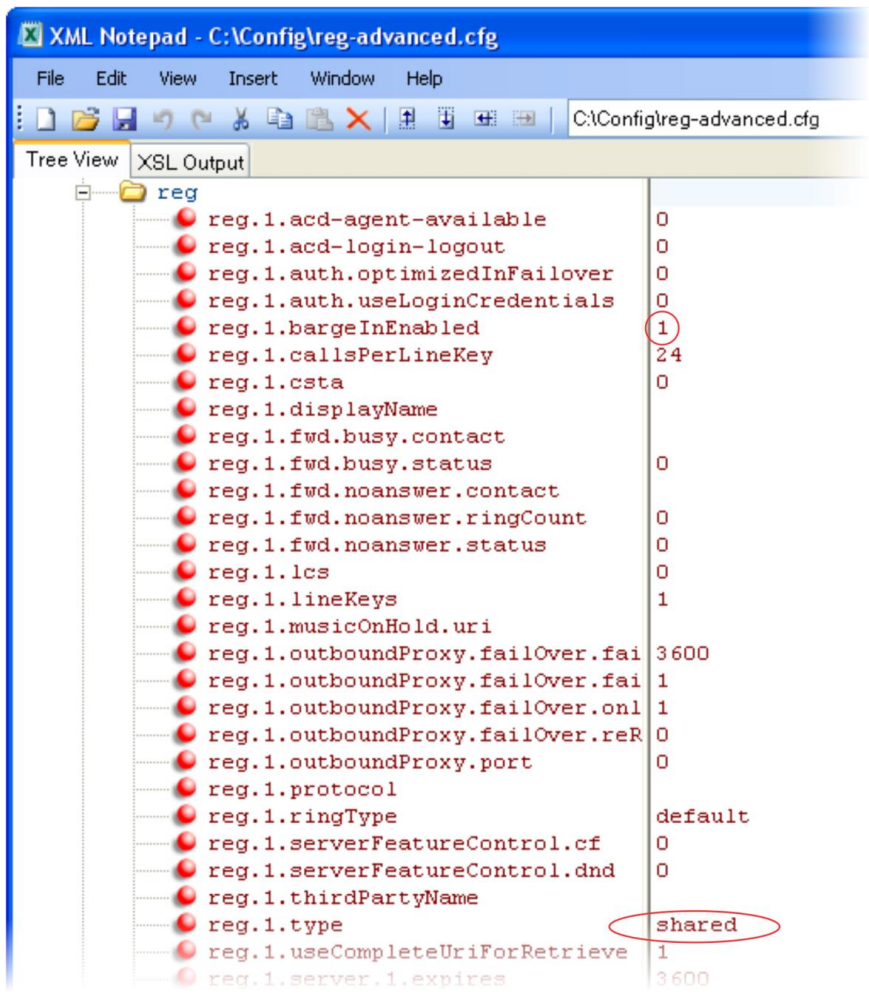 XML Notepad - C:\Config\reg-advanced.cfg
File Edit View Insert Window Help
C:\Config\reg-advanced.cfg
Tree View XSL Output
reg
reg.1.acd-agent-available 0
reg.1.acd-login-logout 0
reg.1.auth.optimizedInFailover 0
reg.1.auth.useLoginCredentials 0
reg.1.bargeInEnabled 1
reg.1.callsPerLineKey 24
reg.1.csta 0
reg.1.displayName
reg.1.fwd.busy.contact
reg.1.fwd.busy.status 0
reg.1.fwd.noanswer.contact
reg.1.fwd.noanswer.ringCount 0
reg.1.fwd.noanswer.status 0
reg.1.lcs 0
reg.1.lineKeys 1
reg.1.musicOnHold.uri
reg.1.outboundProxy.failOver.fai 3600
reg.1.outboundProxy.failOver.fai 1
reg.1.outboundProxy.failOver.onl 1
reg.1.outboundProxy.failOver.reR 0
reg.1.outboundProxy.port 0
reg.1.protocol
reg.1.ringType default
reg.1.serverFeatureControl.cf 0
reg.1.serverFeatureControl.dnd 0
reg.1.thirdPartyName
reg.1.type shared
reg.1.useCompleteUriForRetrieve 1
reg.1.server.1.expires 3600